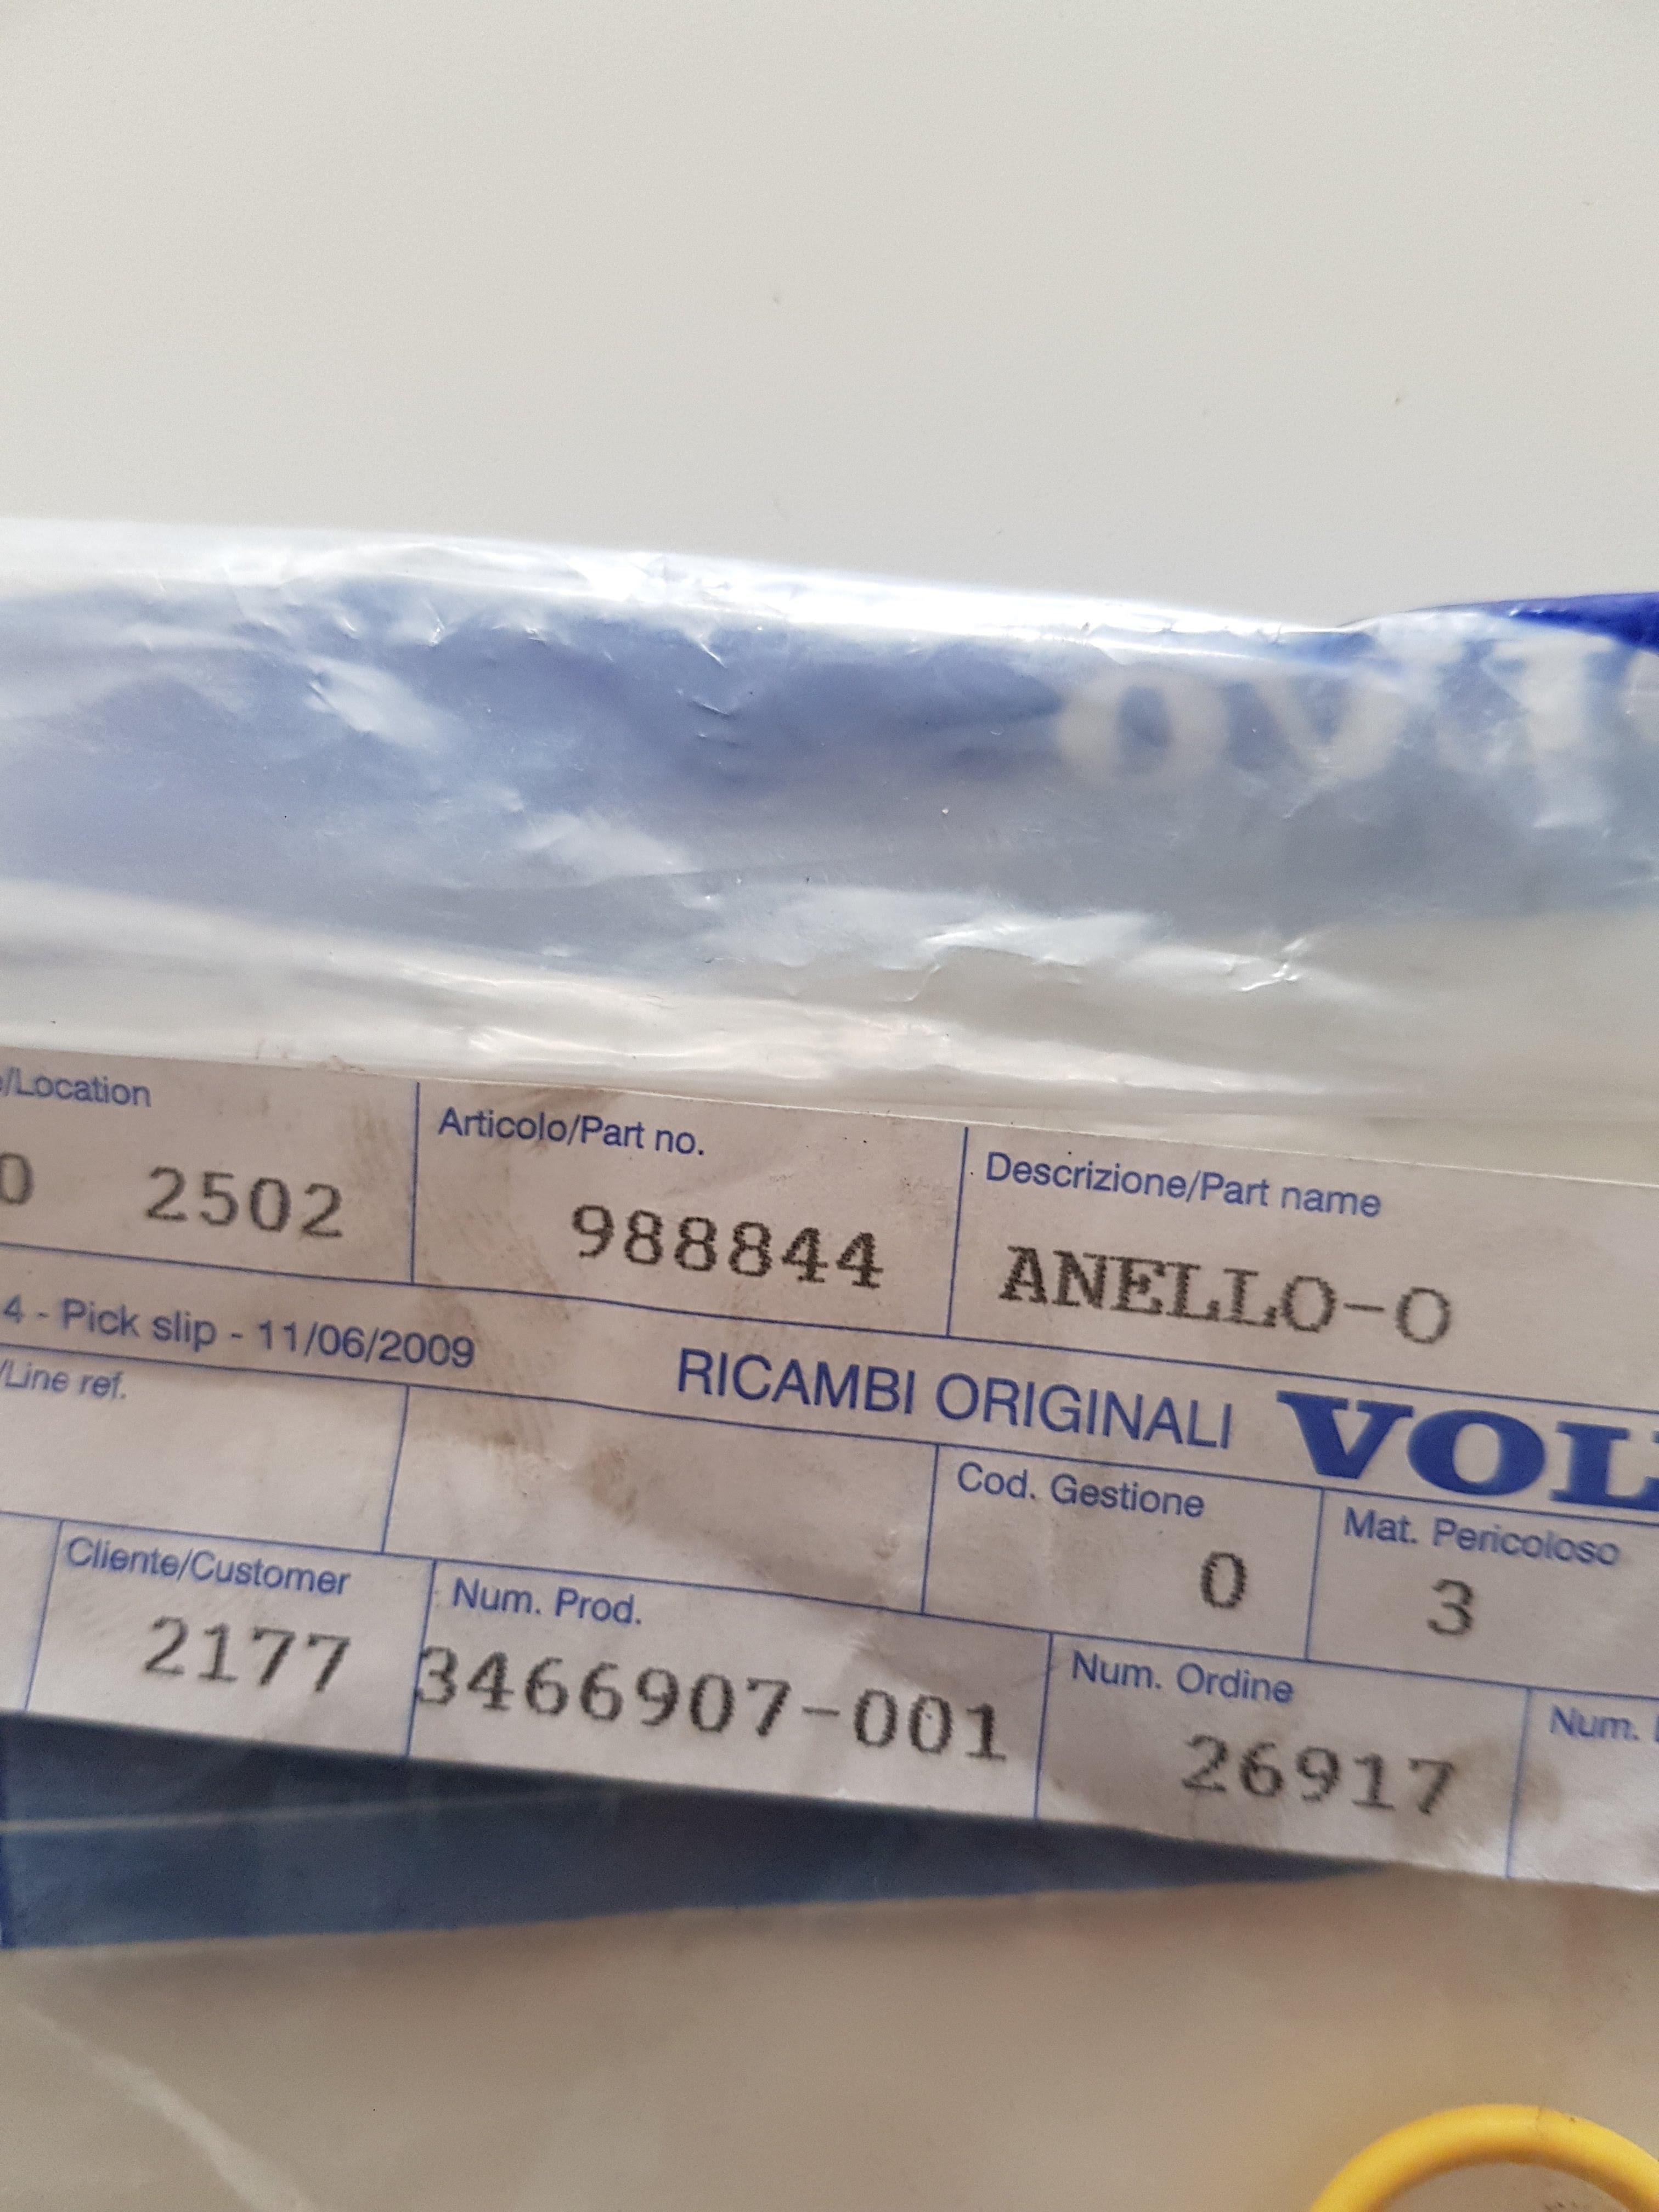 /Location Articolo/Part no. Descrizione/Part name
0 2502 988844 ANELLO-O
4 - Pick slip - 11/06/2009 RICAMBI ORIGINALI VOL
/Line ref. Cod. Gestione Mat. Pericoloso
0 3
Cliente/Customer Num. Prod. Num. Ordine Num.
2177 3466907-001 26917